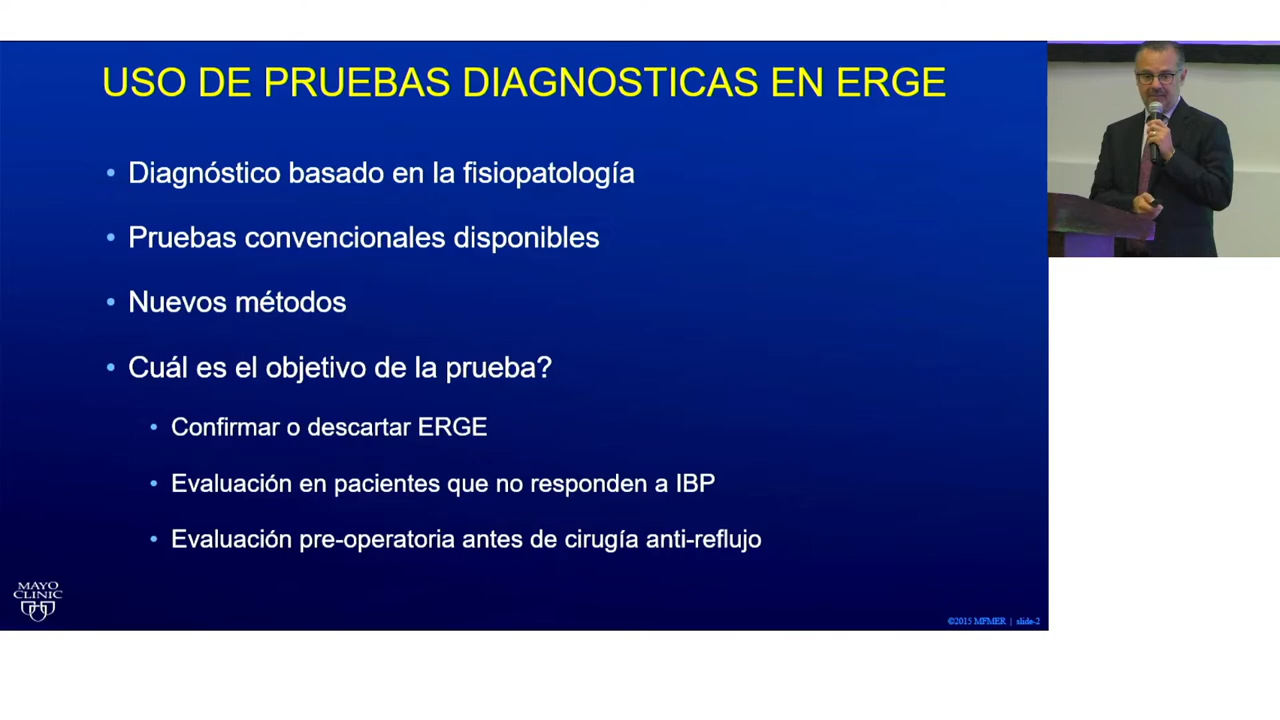 USO DE PRUEBAS DIAGNOSTICAS EN ERGE
• Diagnóstico basado en la fisiopatología
• Pruebas convencionales disponibles
• Nuevos métodos
• Cuál es el objetivo de la prueba?
• Confirmar o descartar ERGE
• Evaluación en pacientes que no responden a IBP
• Evaluación pre-operatoria antes de cirugía anti-reflujo
MAYO
CLINIC
©2015 MFMER | slide-2